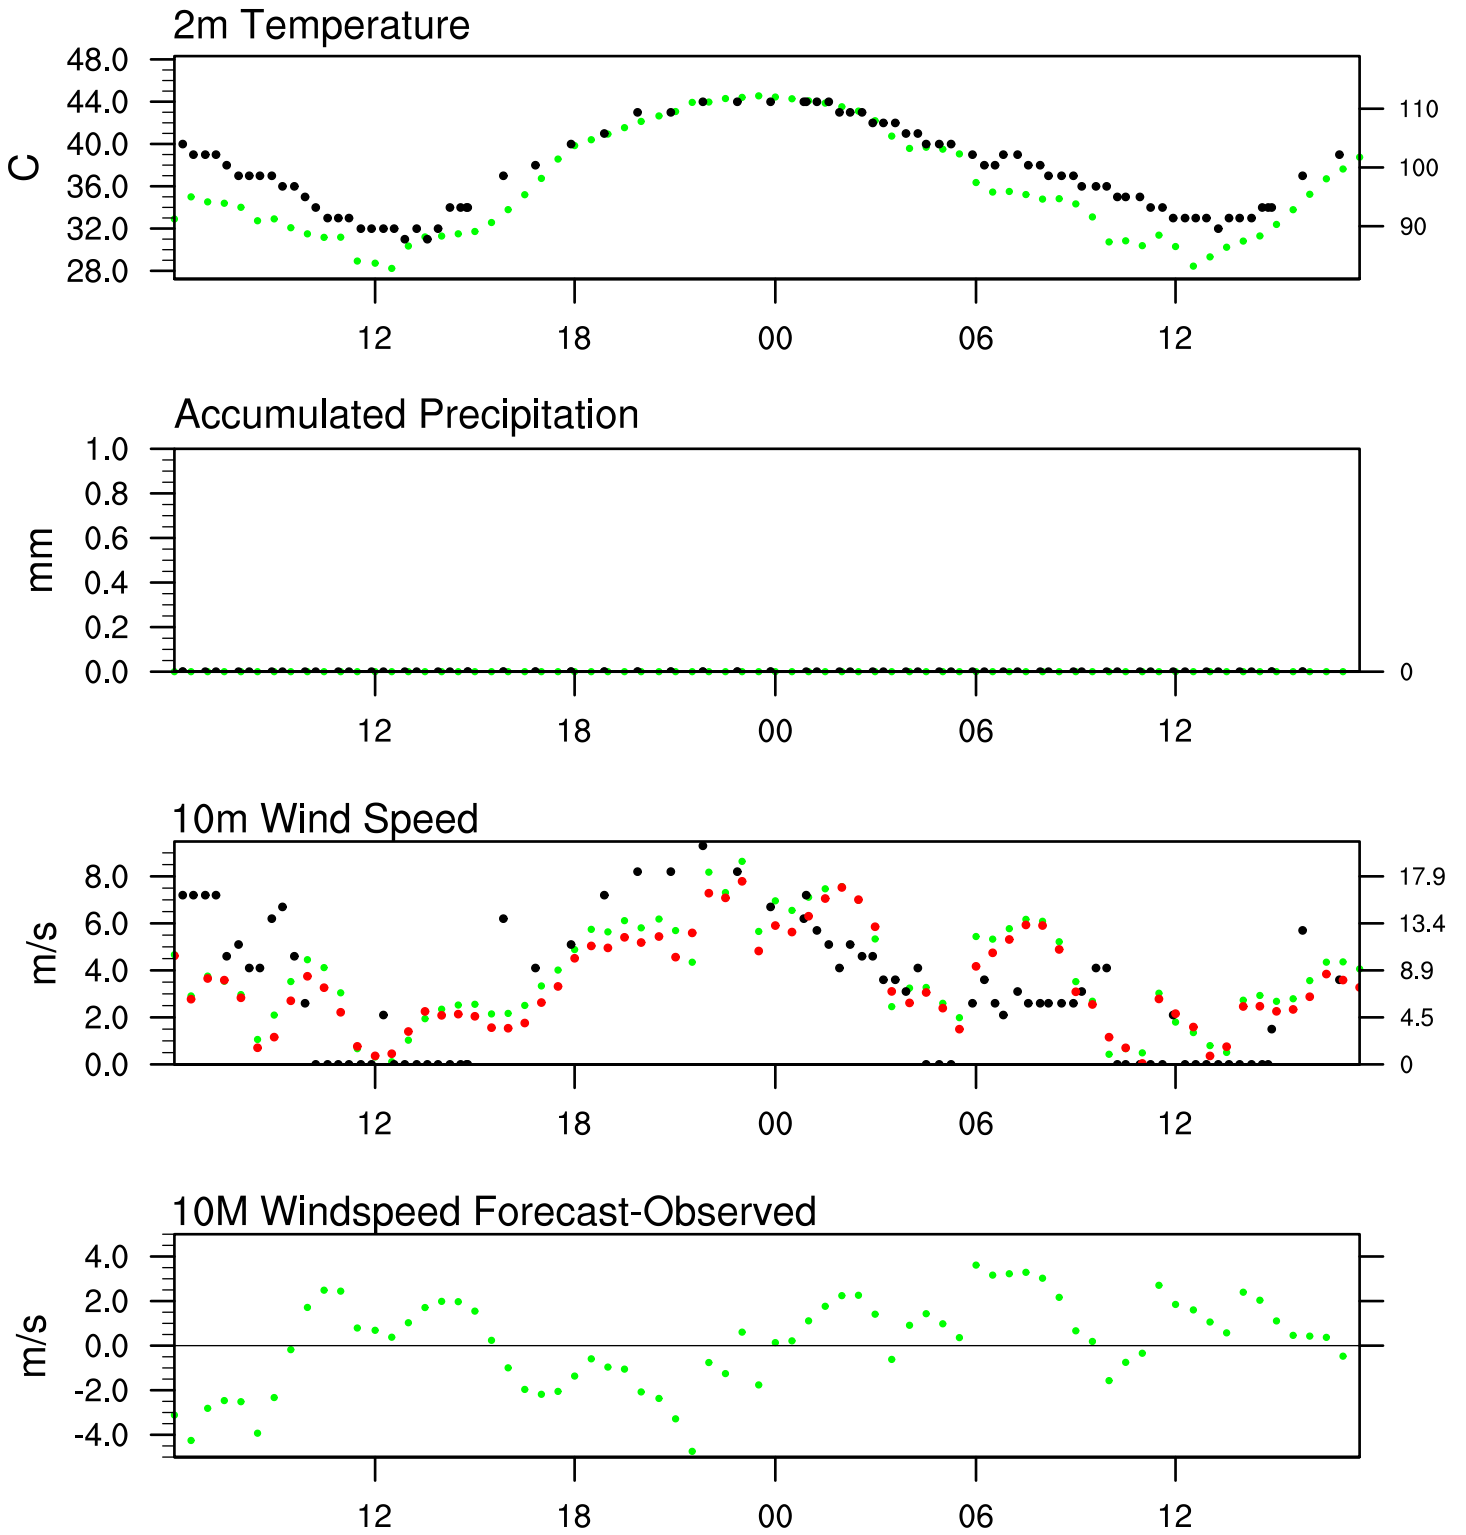 2m Temperature
48.0
44.0
40.0
36.0
32.0
28.0
C
110
100
90
12 18 00 06 12
Accumulated Precipitation
1.0
0.8
0.6
0.4
0.2
0.0
mm
0
12 18 00 06 12
10m Wind Speed
8.0
6.0
4.0
2.0
0.0
m/s
17.9
13.4
8.9
4.5
0
12 18 00 06 12
10M Windspeed Forecast-Observed
4.0
2.0
0.0
-2.0
-4.0
m/s
12 18 00 06 12